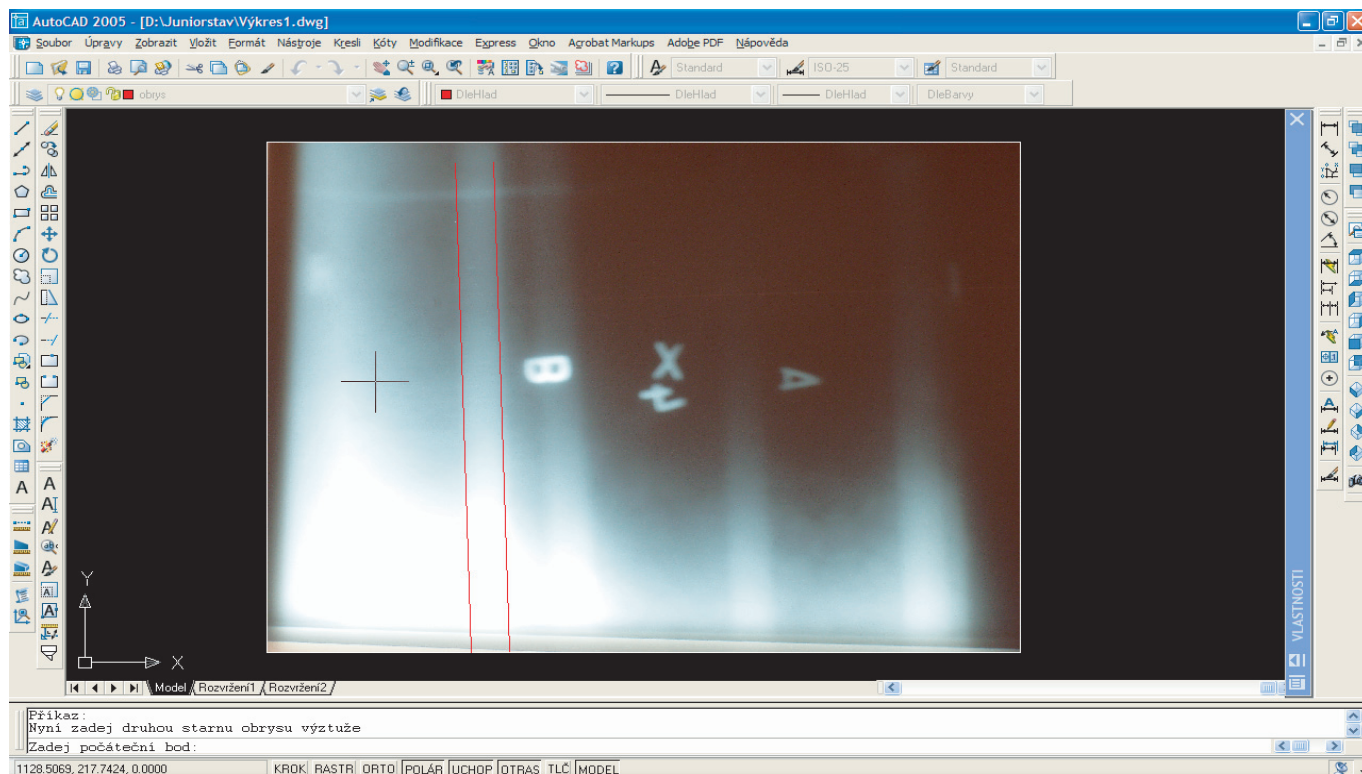 AutoCAD 2005 - [D:\Juniorstav\Výkres1.dwg]
Soubor Úpravy Zobrazit Vložit Formát Nástroje Kresli Kóty Modifikace Express Okno Acrobat Markups Adobe PDF Nápověda
Standard ISO-25 Standard
obrys DleHlad DleHlad DleHlad DleBarvy
X
t A
VLASTNOSTI
Y
X
Model Rozvržení1 Rozvržení2
Příkaz:
Nyní zadej druhou starnu obrysu výztuže
Zadej počáteční bod:
1128.5069, 217.7424, 0.0000 KROK RASTR ORTO POLÁR UCHOP OTRAS TLČ MODEL